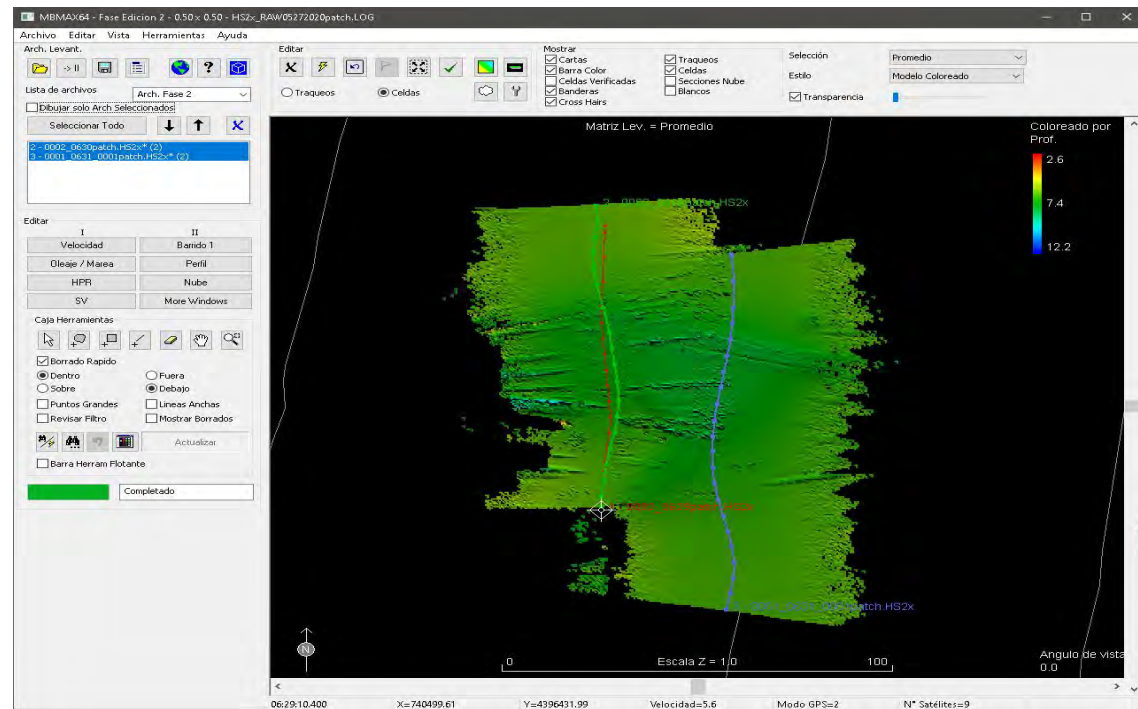 MBMAX64 - Fase Edicion 2 - 0.50 x 0.50 - HS2x_RAW05272020patch.LOG
Archivo Editar Vista Herramientas Ayuda
Arch. Levant.
Lista de archivos
Arch. Fase 2
Dibujar solo Arch Seleccionados
Seleccionar Todo
2 - 0002_0630patch.HS2x* (2)
3 - 0001_0631_0001patch.HS2x* (2)
Editar
I II
Velocidad Barrido 1
Oleaje / Marea Perfil
HPR Nube
SV More Windows
Caja Herramientas
Borrado Rapido
Dentro Fuera
Sobre Debajo
Puntos Grandes Lineas Anchas
Revisar Filtro Mostrar Borrados
Actualizar
Barra Herram Flotante
Completado
Editar
Traqueos Celdas
Mostrar
Cartas Traqueos
Barra Color Celdas
Celdas Verificadas Secciones Nube
Banderas Blancos
Cross Hairs
Selección Promedio
Estilo Modelo Coloreado
Transparencia
Matriz Lev. = Promedio
Coloreado por
Prof.
2.6
7.4
12.2
N
0 Escala Z = 1.0 100
Angulo de vista
0.0
06:29:10.400 X=740499.61 Y=4396431.99 Velocidad=5.6 Modo GPS=2 N° Satélites=9